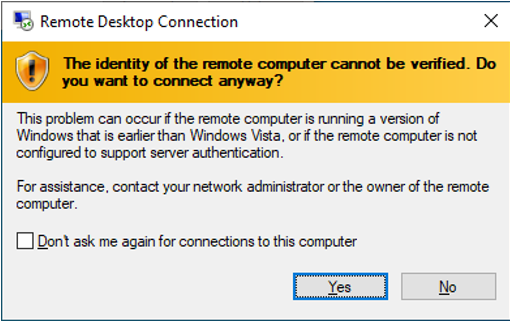 Remote Desktop Connection
The identity of the remote computer cannot be verified. Do
you want to connect anyway?
This problem can occur if the remote computer is running a version of
Windows that is earlier than Windows Vista, or if the remote computer is not
configured to support server authentication.
For assistance, contact your network administrator or the owner of the remote
computer.
Don't ask me again for connections to this computer
Yes No